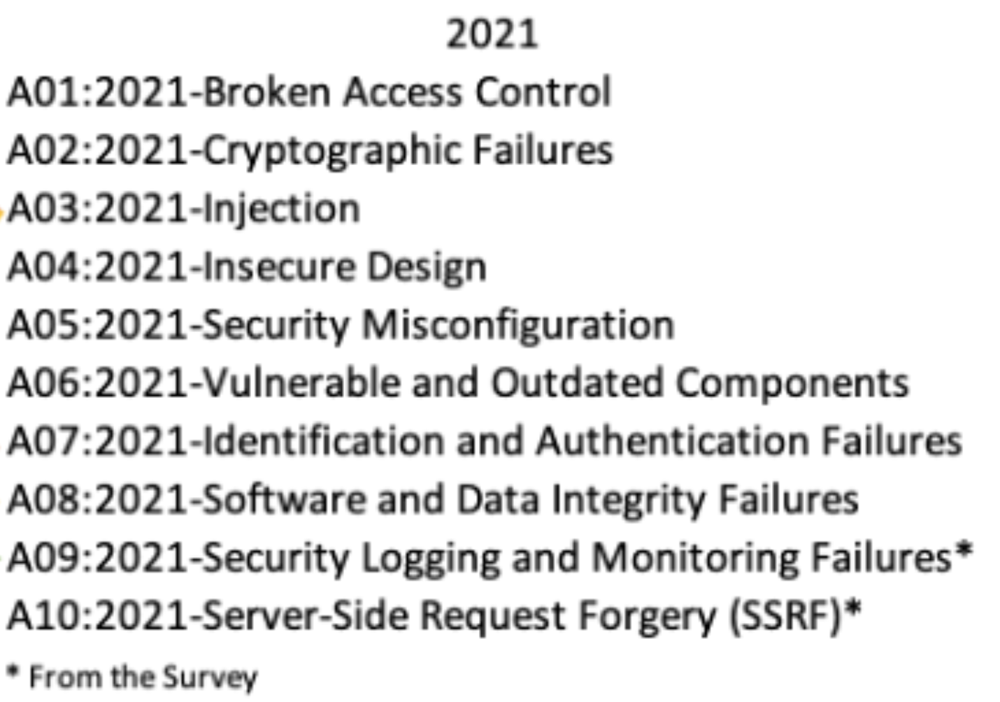 2021
A01:2021-Broken Access Control
A02:2021-Cryptographic Failures
A03:2021-Injection
A04:2021-Insecure Design
A05:2021-Security Misconfiguration
A06:2021-Vulnerable and Outdated Components
A07:2021-Identification and Authentication Failures
A08:2021-Software and Data Integrity Failures
A09:2021-Security Logging and Monitoring Failures*
A10:2021-Server-Side Request Forgery (SSRF)*
* From the Survey